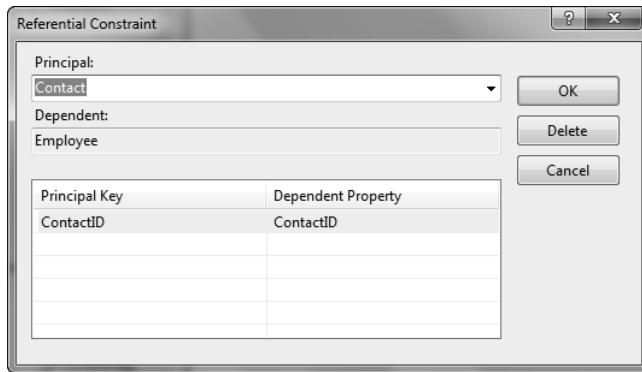 Referential Constraint
Principal:
Contact
OK
Dependent:
Employee
Delete
Cancel
Principal Key Dependent Property
ContactID ContactID